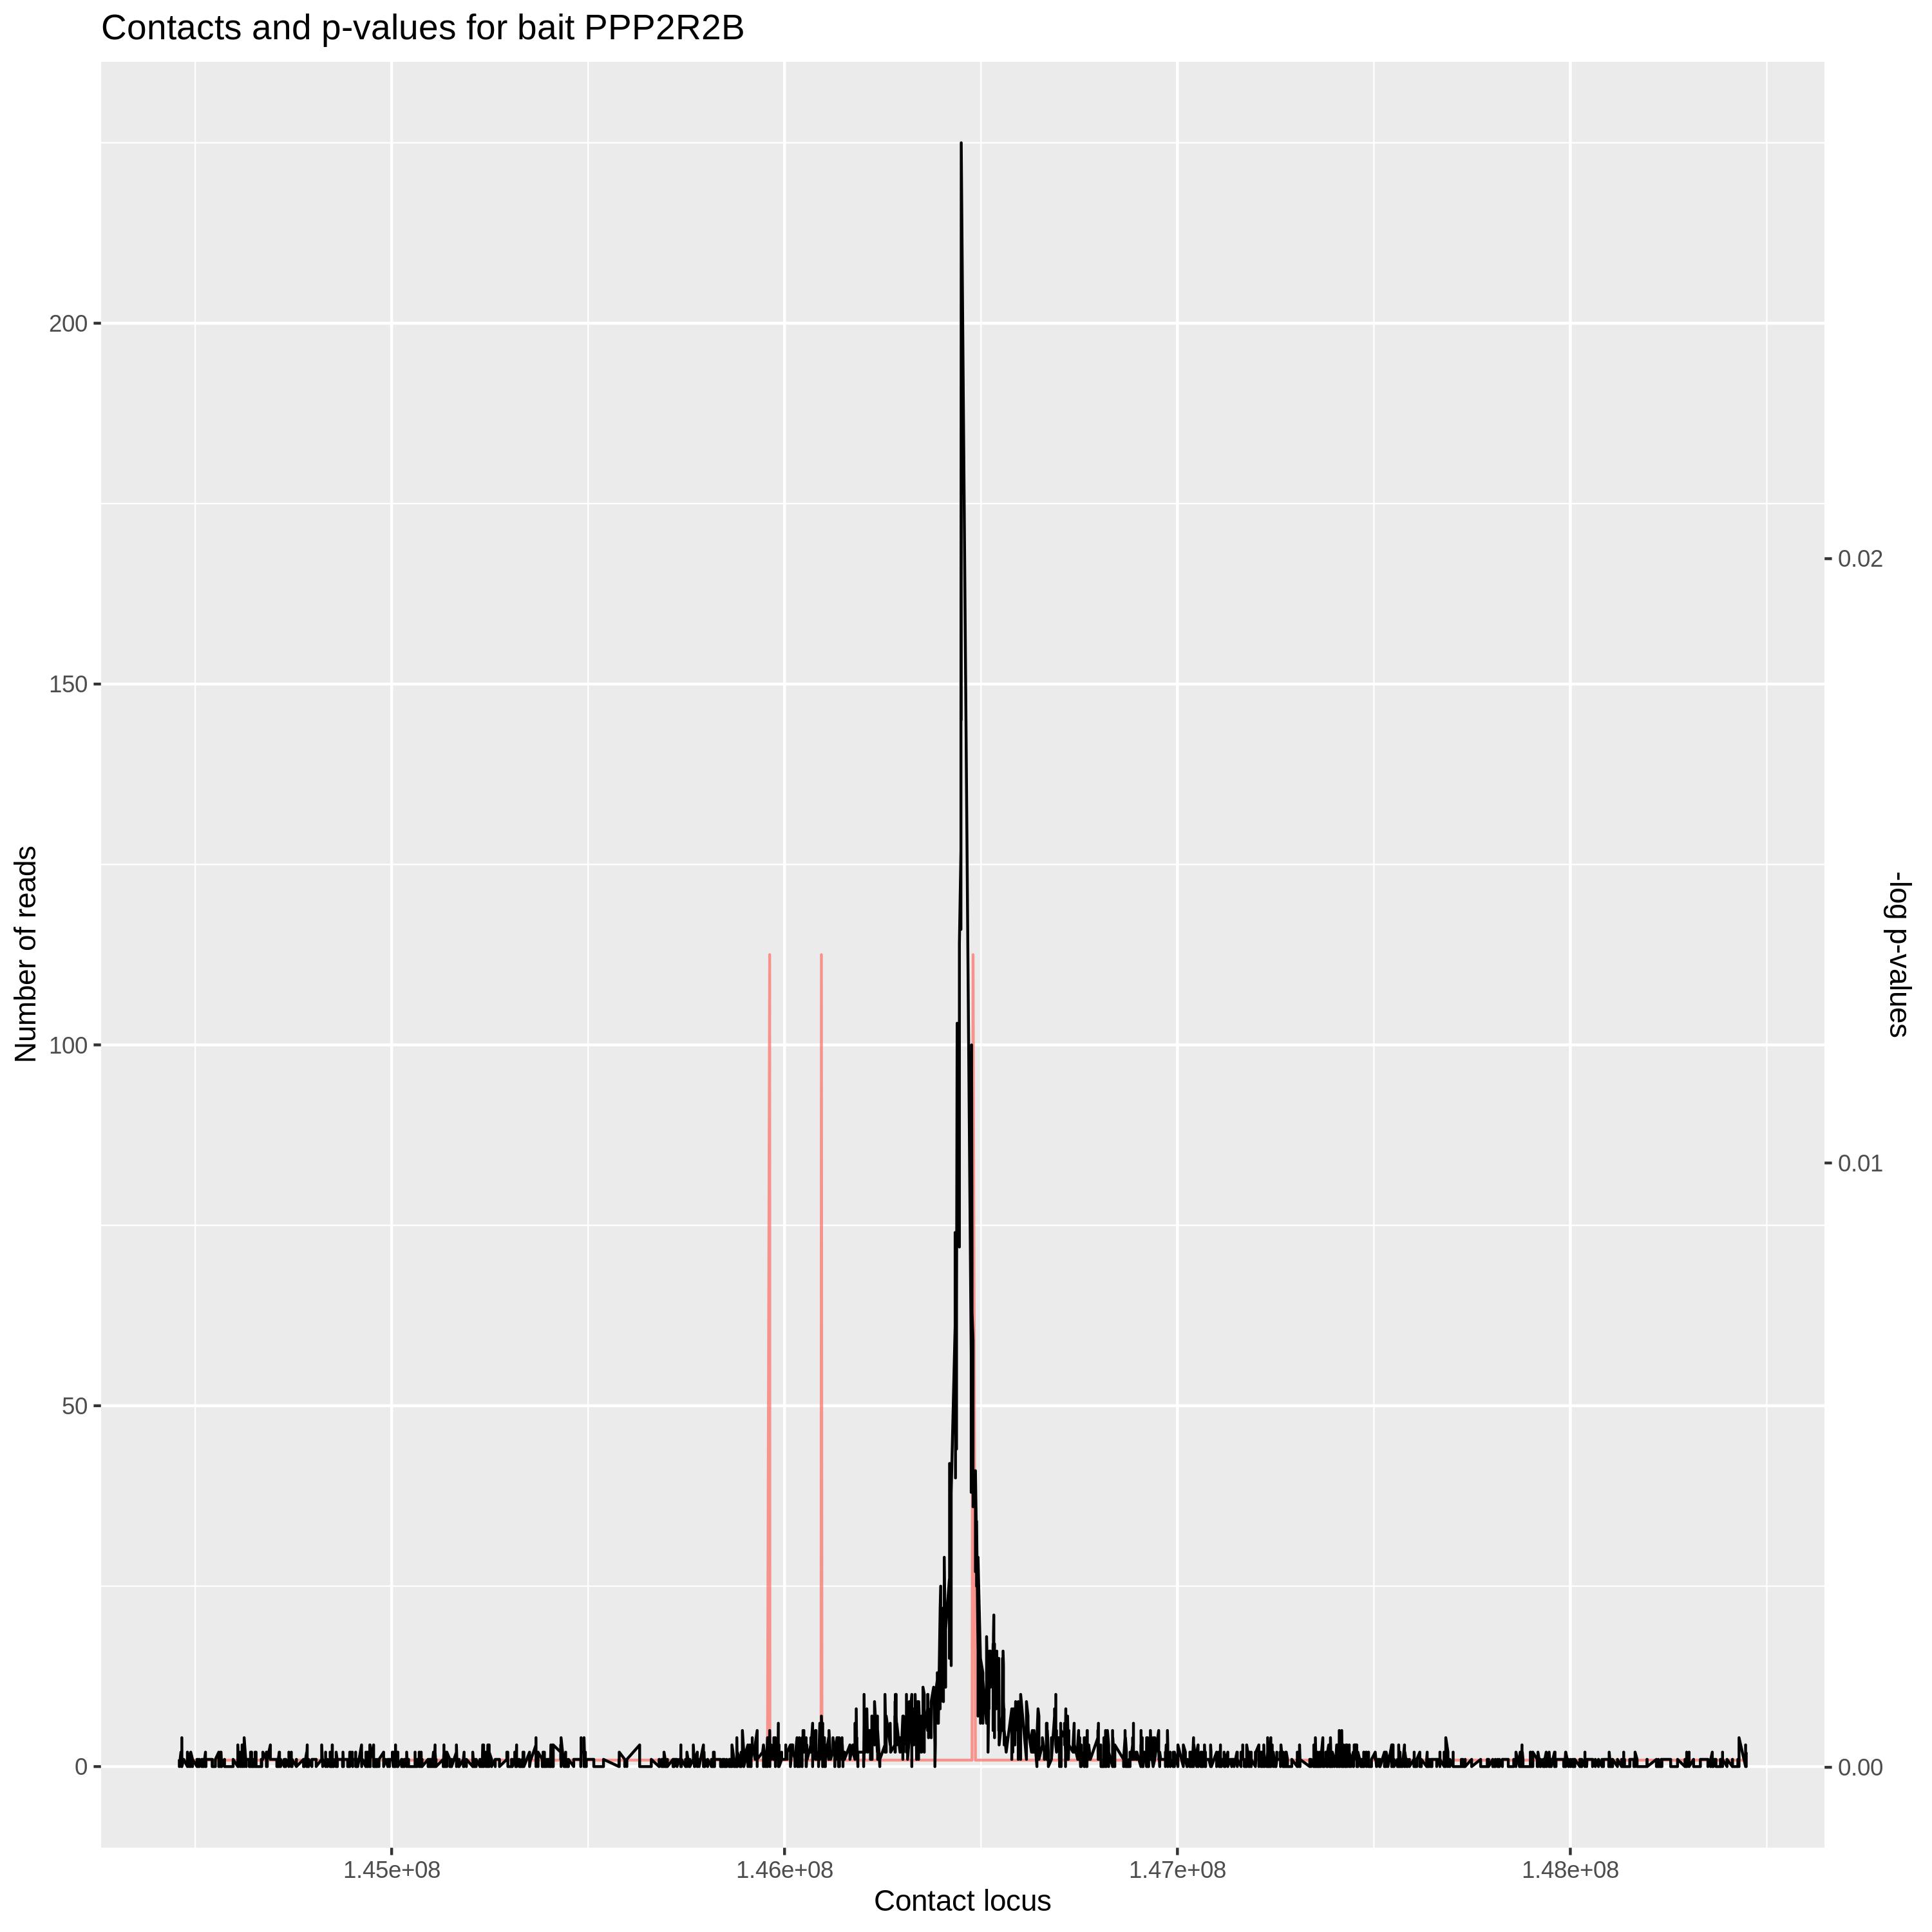 Contacts and p-values for bait PPP2R2B
Number of reads
200
150
100
50
0
0.02
0.01
0.00
-log p-values
1.45e+08
1.46e+08
1.47e+08
1.48e+08
Contact locus